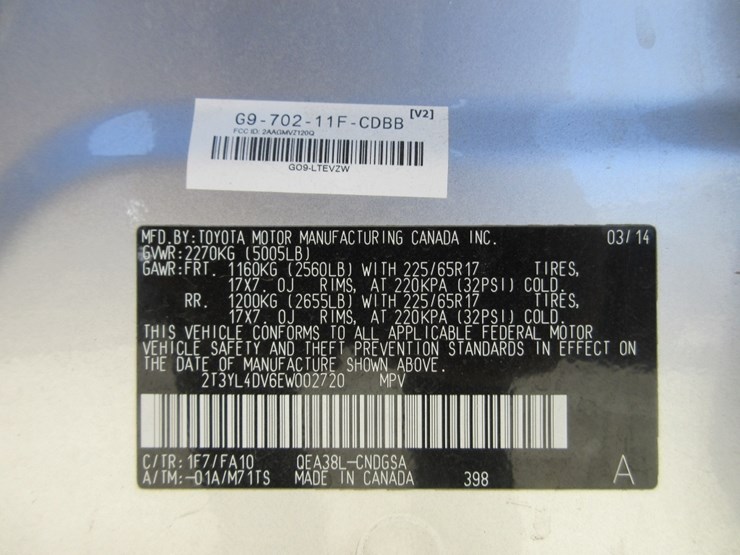 G9-702-11F-CDBB [V2]
FCC ID: 2AAGMVZ120Q
GO9-LTEVZW
MFD.BY:TOYOTA MOTOR MANUFACTURING CANADA INC. 03/14
GVWR:2270KG (5005LB)
GAWR:FRT. 1160KG (2560LB) WITH 225/65R17 TIRES,
17X7.0J RIMS, AT 220KPA (32PSI) COLD.
RR. 1200KG (2655LB) WITH 225/65R17 TIRES,
17X7.0J RIMS, AT 220KPA (32PSI) COLD.
THIS VEHICLE CONFORMS TO ALL APPLICABLE FEDERAL MOTOR
VEHICLE SAFETY AND THEFT PREVENTION STANDARDS IN EFFECT ON
THE DATE OF MANUFACTURE SHOWN ABOVE.
2T3YL4DV6EW002720 MPV
C/TR:1F7/FA10 QEA38L-CNDGSA
A/TM:-01A/M71TS MADE IN CANADA 398 A